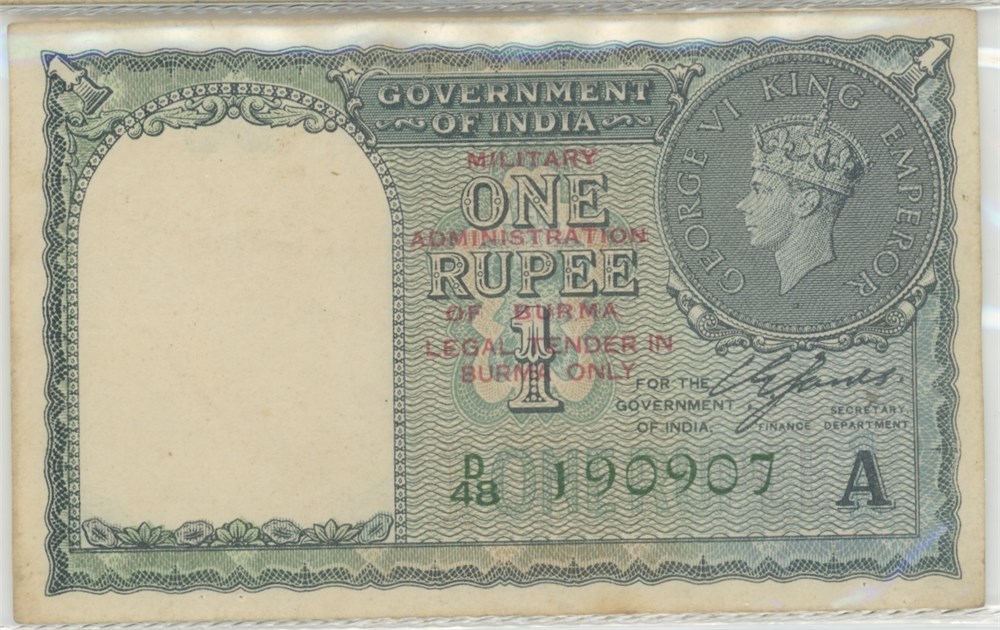 1
1
GOVERNMENT
OF INDIA
GEORGE VI KING EMPEROR
MILITARY
ONE
ADMINISTRATION
RUPEE
OF BURMA
1
LEGAL TENDER IN
BURMA ONLY
FOR THE
GOVERNMENT
OF INDIA.
SECRETARY,
FINANCE DEPARTMENT
D/48 190907
A